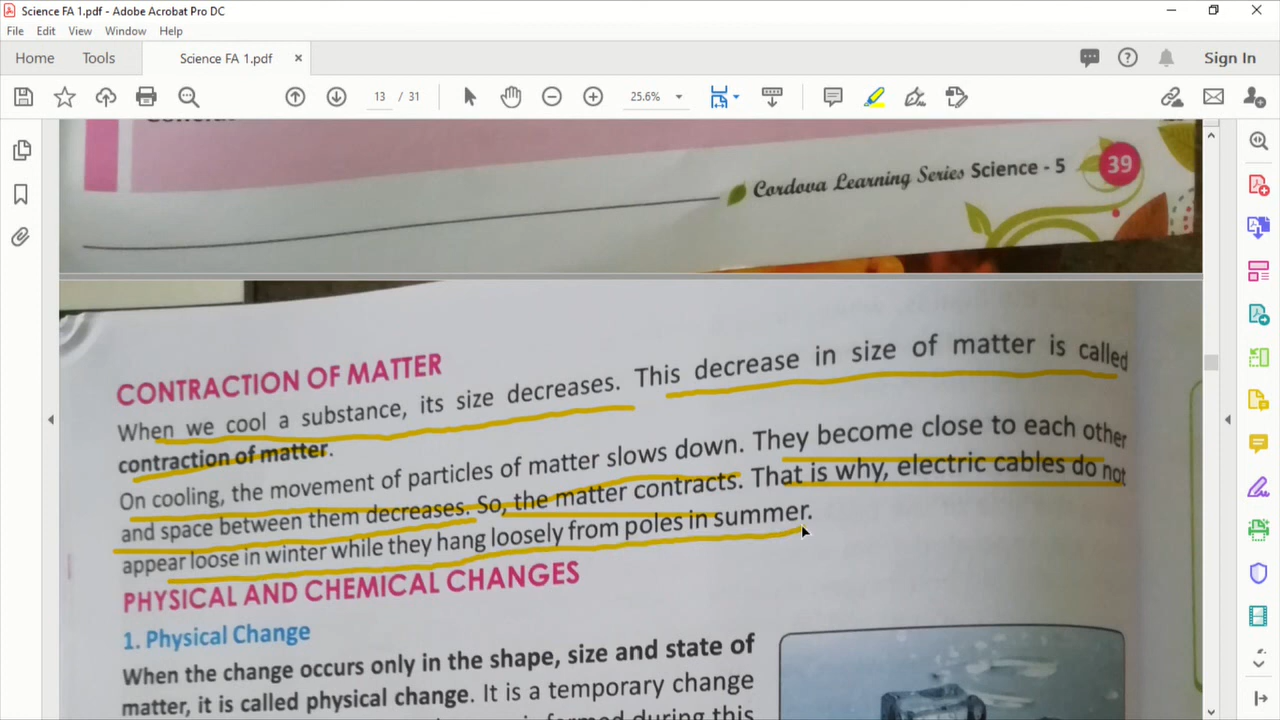 Science FA 1.pdf - Adobe Acrobat Pro DC
File Edit View Window Help
Home Tools Science FA 1.pdf × Sign In
13 / 31 25.6%
Cordova Learning Series Science - 5 39
CONTRACTION OF MATTER
When we cool a substance, its size decreases. This decrease in size of matter is called
contraction of matter.
On cooling, the movement of particles of matter slows down. They become close to each other
and space between them decreases. So, the matter contracts. That is why, electric cables do not
appear loose in winter while they hang loosely from poles in summer.
PHYSICAL AND CHEMICAL CHANGES
1. Physical Change
When the change occurs only in the shape, size and state of
matter, it is called physical change. It is a temporary change
is formed during this